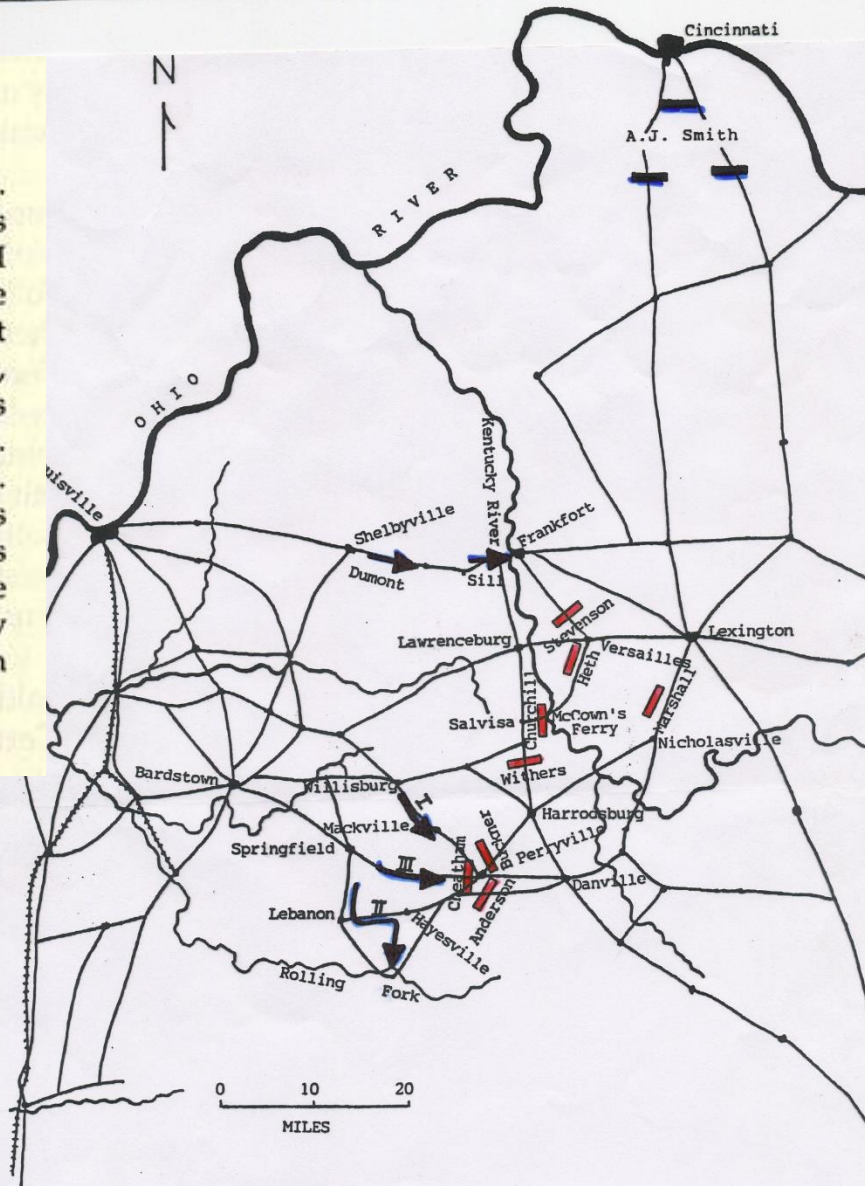 N
Cincinnati
A.J. Smith
RIVER
OHIO
uisville
Kentucky River
Shelbyville
Dumont
Sill
Frankfort
Stevenson
Lawrenceburg
Versailles
Lexington
Heth
Marshall
Churchill
Salvisa
McCown's
Ferry
Nicholasville
Withers
Bardstown
Willisburg
I
Harrodsburg
Mackville
Buckner
Perryville
Springfield
III
Cheatham
Danville
Anderson
II
Lebanon
Hayesville
Rolling
Fork
0 10 20
MILES